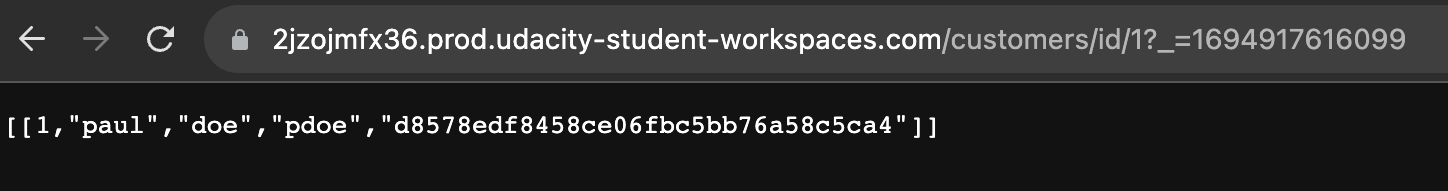 2jzojmfx36.prod.udacity-student-workspaces.com/customers/id/1?_=1694917616099
[[1,"paul","doe","pdoe","d8578edf8458ce06fbc5bb76a58c5ca4"]]